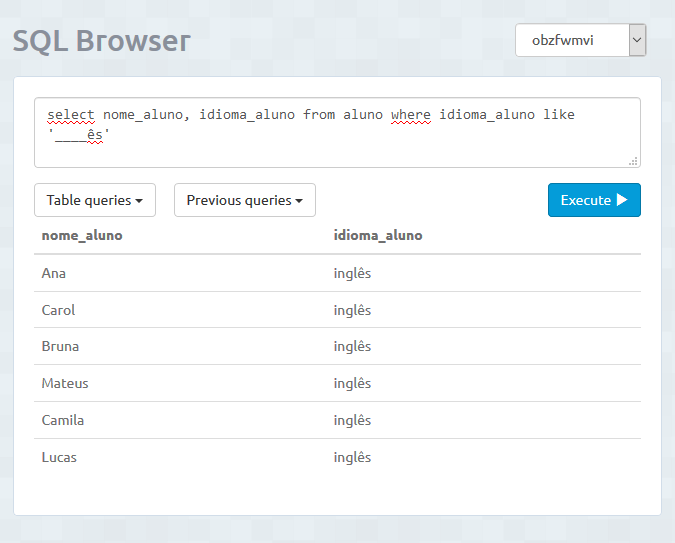 SQL Browser
obzfwmvi
select nome_aluno, idioma_aluno from aluno where idioma_aluno like
'____ês'
Table queries
Previous queries
Execute
nome_aluno idioma_aluno
Ana inglês
Carol inglês
Bruna inglês
Mateus inglês
Camila inglês
Lucas inglês